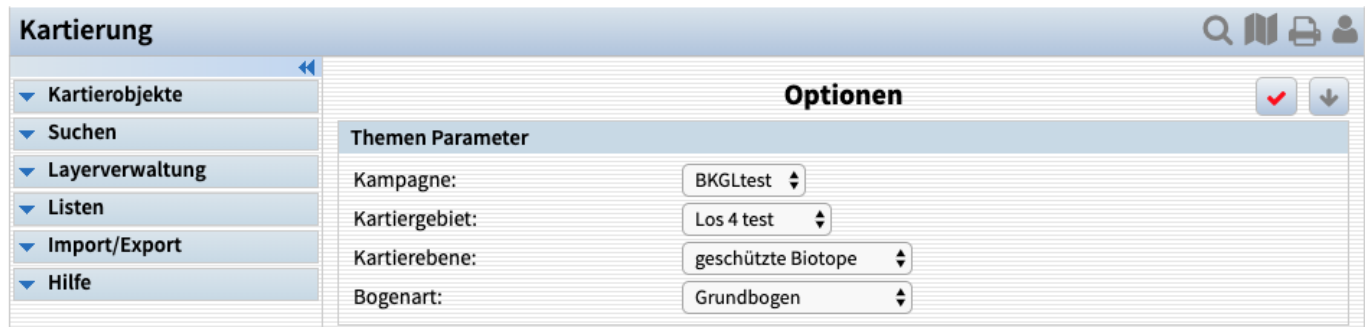 Kartierung
Kartierobjekte
Suchen
Layerverwaltung
Listen
Import/Export
Hilfe
Optionen
Themen Parameter
Kampagne: BKGLtest
Kartiergebiet: Los 4 test
Kartierebene: geschützte Biotope
Bogenart: Grundbogen